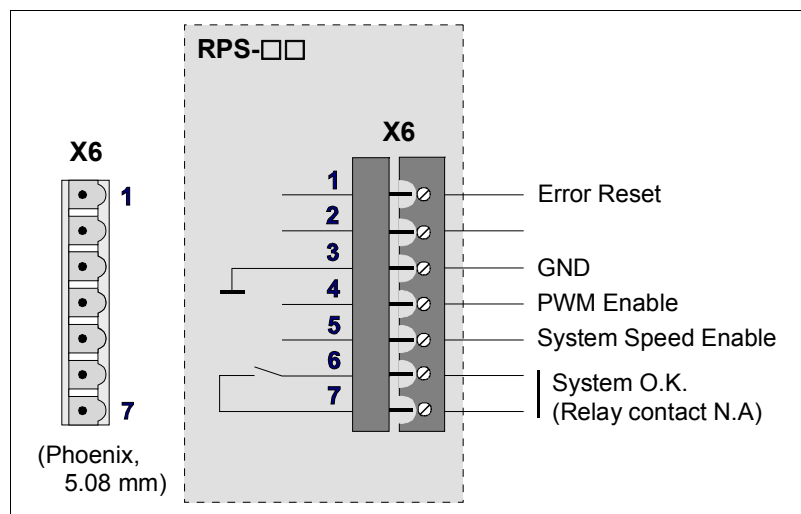 RPS-□□
X6
X6
1
7
(Phoenix,
5.08 mm)
1
2
3
4
5
6
7
Error Reset
GND
PWM Enable
System Speed Enable
System O.K.
(Relay contact N.A)